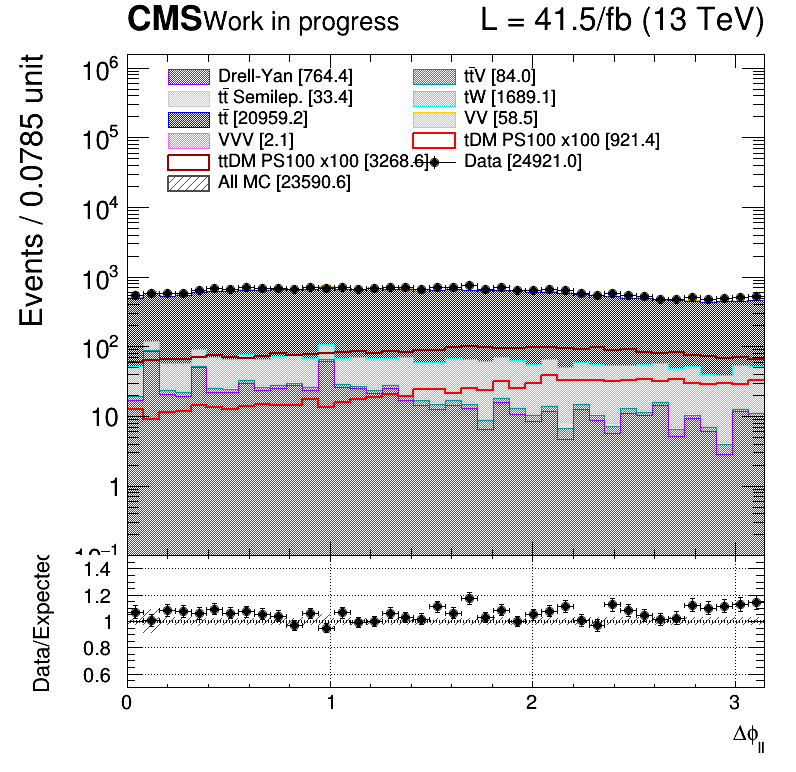 CMS Work in progress L = 41.5/fb (13 TeV)
Events / 0.0785 unit
10⁶
10⁵
10⁴
10³
10²
10
1
10⁻¹
Drell-Yan [764.4] tt̄V [84.0]
tt̄ Semilep. [33.4] tW [1689.1]
tt̄ [20959.2] VV [58.5]
VVV [2.1] tDM PS100 x100 [921.4]
ttDM PS100 x100 [3268.6] Data [24921.0]
All MC [23590.6]
Data/Expected
1.4
1.2
1
0.8
0.6
0 1 2 3
Δϕll